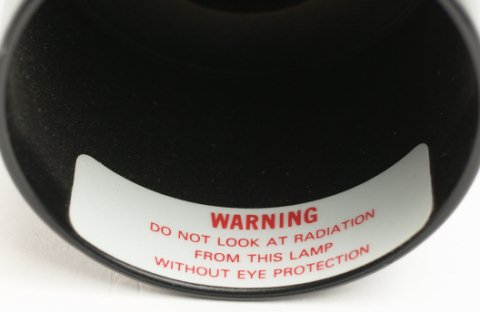 WARNING
DO NOT LOOK AT RADIATION
FROM THIS LAMP
WITHOUT EYE PROTECTION